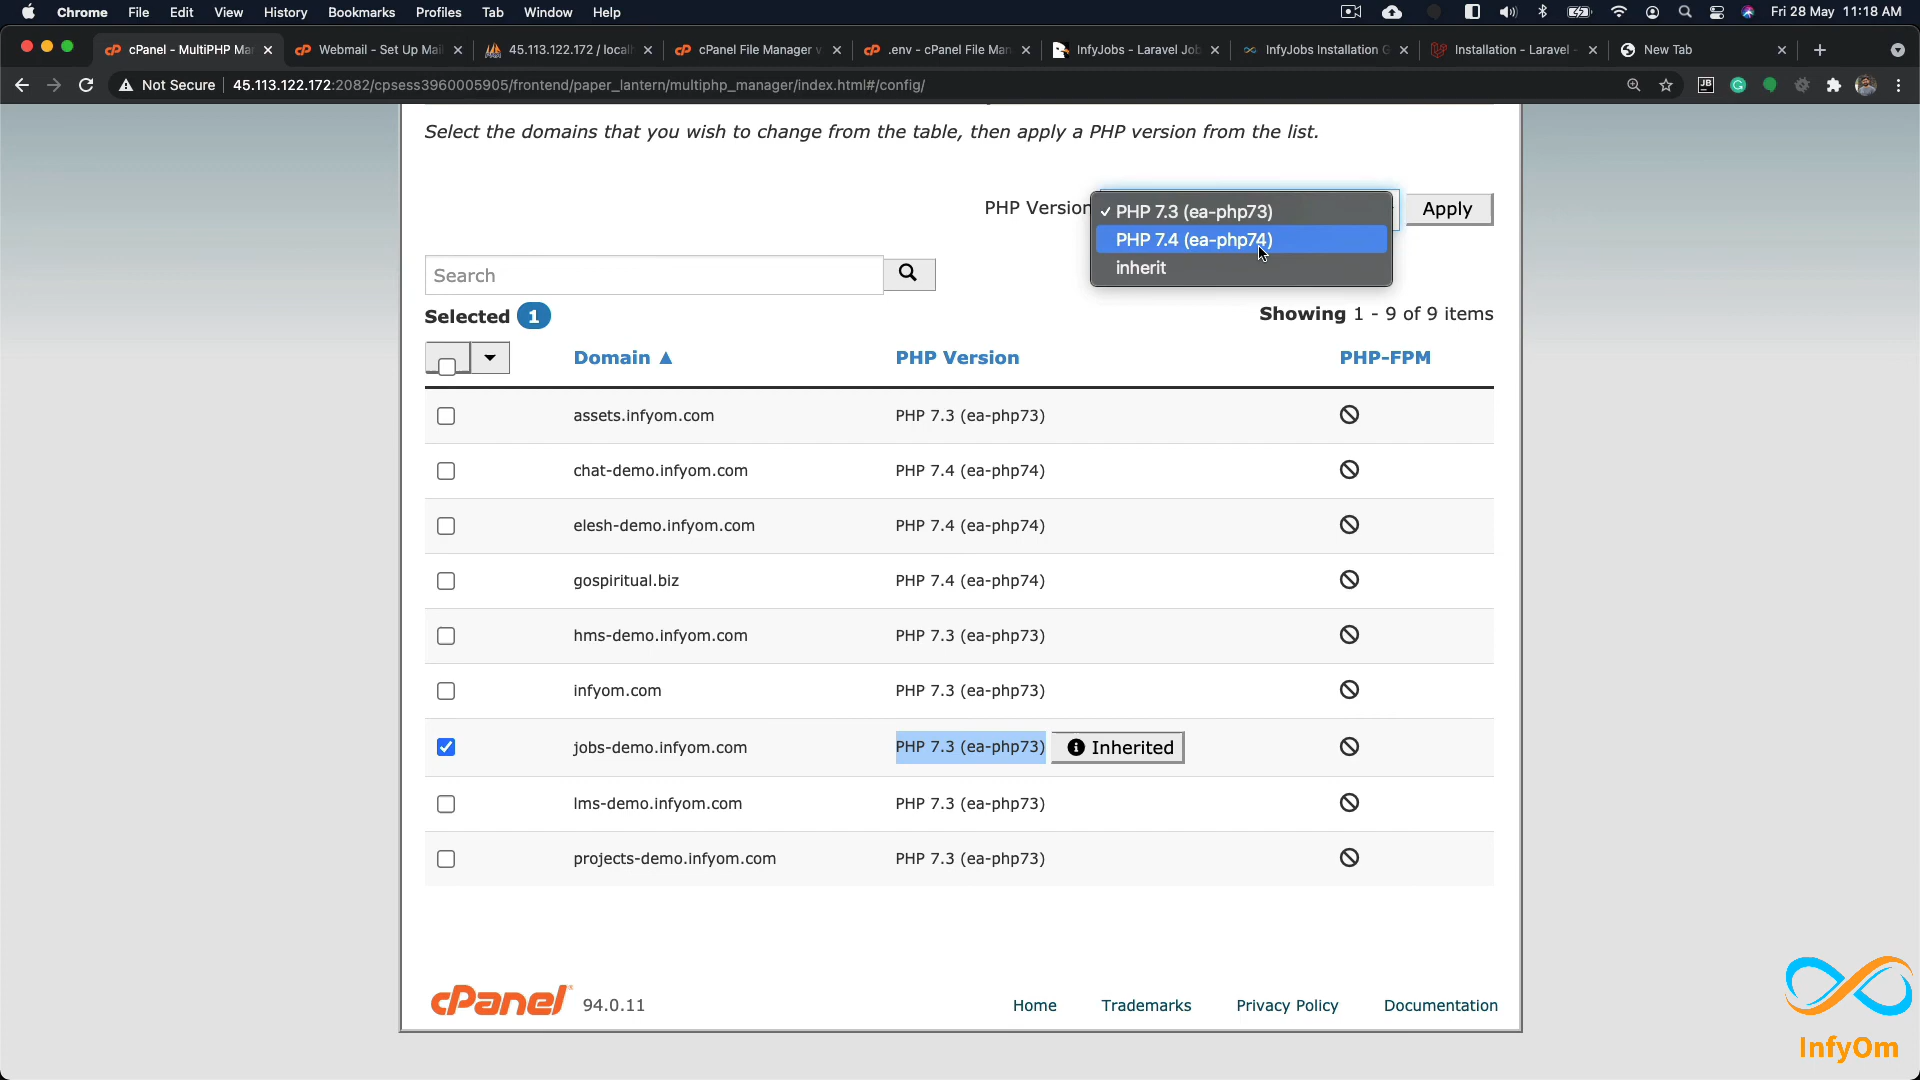 Chrome File Edit View History Bookmarks Profiles Tab Window Help Fri 28 May 11:18 AM
cPanel - MultiPHP Mar Webmail - Set Up Mail 45.113.122.172 / local cPanel File Manager v .env - cPanel File Man InfyJobs - Laravel Job InfyJobs Installation G Installation - Laravel - New Tab
Not Secure 45.113.122.172:2082/cpsess3960005905/frontend/paper_lantern/multiphp_manager/index.html#/config/
Select the domains that you wish to change from the table, then apply a PHP version from the list.
PHP Version PHP 7.3 (ea-php73) Apply
PHP 7.4 (ea-php74)
inherit
Search
Selected 1 Showing 1 - 9 of 9 items
Domain ▲ PHP Version PHP-FPM
assets.infyom.com PHP 7.3 (ea-php73)
chat-demo.infyom.com PHP 7.4 (ea-php74)
elesh-demo.infyom.com PHP 7.4 (ea-php74)
gospiritual.biz PHP 7.4 (ea-php74)
hms-demo.infyom.com PHP 7.3 (ea-php73)
infyom.com PHP 7.3 (ea-php73)
jobs-demo.infyom.com PHP 7.3 (ea-php73) Inherited
lms-demo.infyom.com PHP 7.3 (ea-php73)
projects-demo.infyom.com PHP 7.3 (ea-php73)
cPanel 94.0.11 Home Trademarks Privacy Policy Documentation
InfyOm